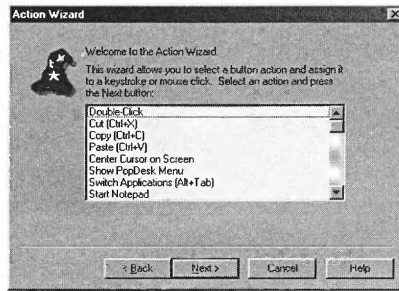 Action Wizard
Welcome to the Action Wizard
This wizard allows you to select a button action and assign it
to a keystroke or mouse click. Select an action and press
the Next button:
Double-Click
Cut (Ctrl+X)
Copy (Ctrl+C)
Paste (Ctrl+V)
Center Cursor on Screen
Show PopDesk Menu
Switch Applications (Alt+Tab)
Start Notepad
< Back
Next >
Cancel
Help